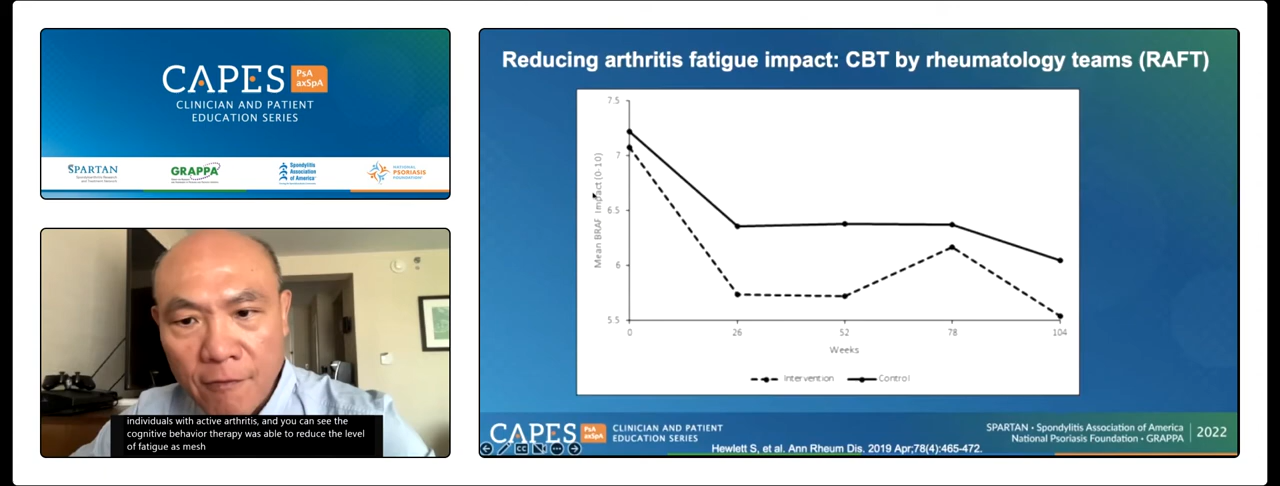 CAPES PsA axSpA
CLINICIAN AND PATIENT
EDUCATION SERIES
SPARTAN
GRAPPA
Spondylitis
Association
of America
NATIONAL
PSORIASIS
FOUNDATION
individuals with active arthritis, and you can see the
cognitive behavior therapy was able to reduce the level
of fatigue as mesh
Reducing arthritis fatigue impact: CBT by rheumatology teams (RAFT)
7.5
7
6.5
6
5.5
Mean BRAF Impact (0-10)
0 26 52 78 104
Weeks
Intervention Control
CAPES PsA axSpA
CLINICIAN AND PATIENT
EDUCATION SERIES
SPARTAN • Spondylitis Association of America
National Psoriasis Foundation • GRAPPA
2022
Hewlett S, et al. Ann Rheum Dis. 2019 Apr;78(4):465-472.
CC